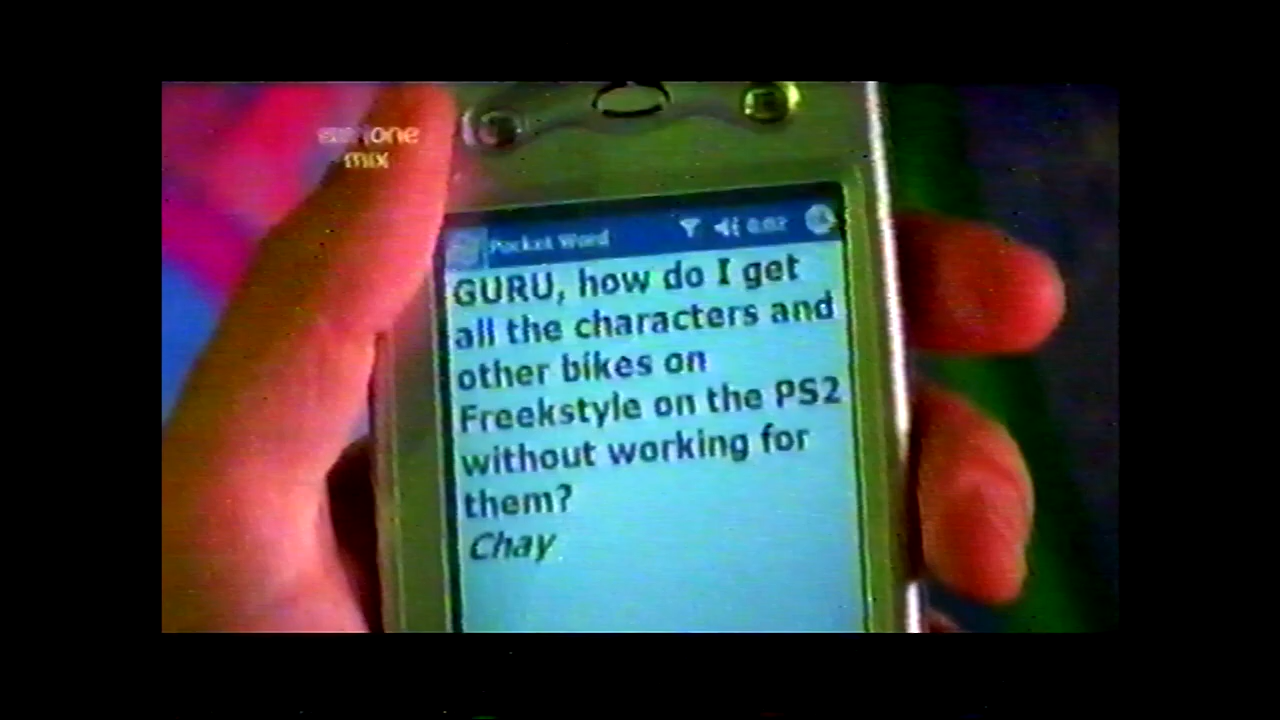 one
mix
Pocket Word
GURU, how do I get
all the characters and
other bikes on
Freekstyle on the PS2
without working for
them?
Chay